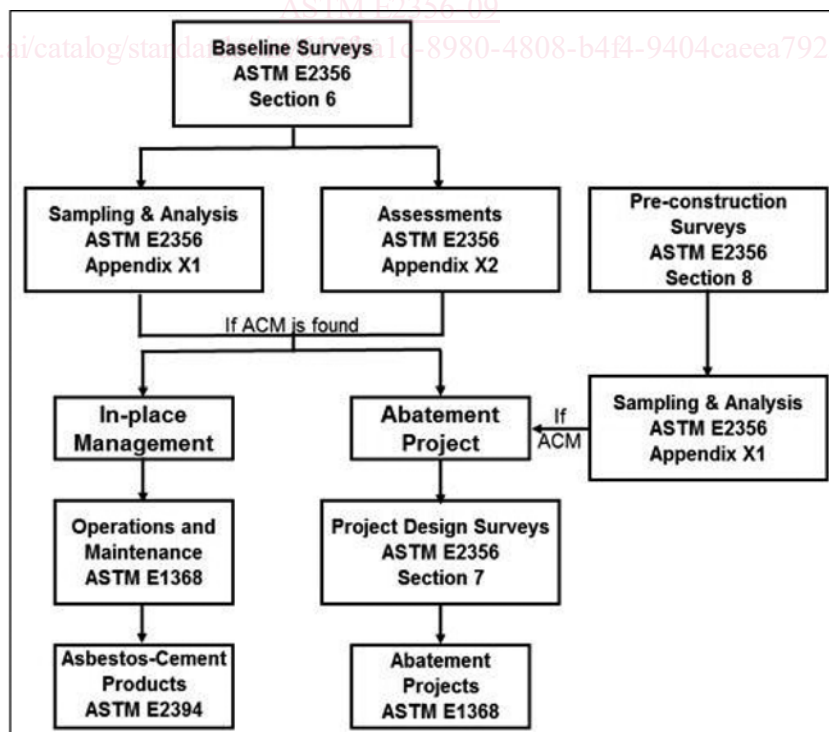 ASTM E2356-09
Baseline Surveys
ASTM E2356
Section 6
Sampling & Analysis
ASTM E2356
Appendix X1
Assessments
ASTM E2356
Appendix X2
Pre-construction
Surveys
ASTM E2356
Section 8
If ACM is found
In-place
Management
Abatement
Project
If
ACM
Sampling & Analysis
ASTM E2356
Appendix X1
Operations and
Maintenance
ASTM E1368
Project Design Surveys
ASTM E2356
Section 7
Asbestos-Cement
Products
ASTM E2394
Abatement
Projects
ASTM E1368